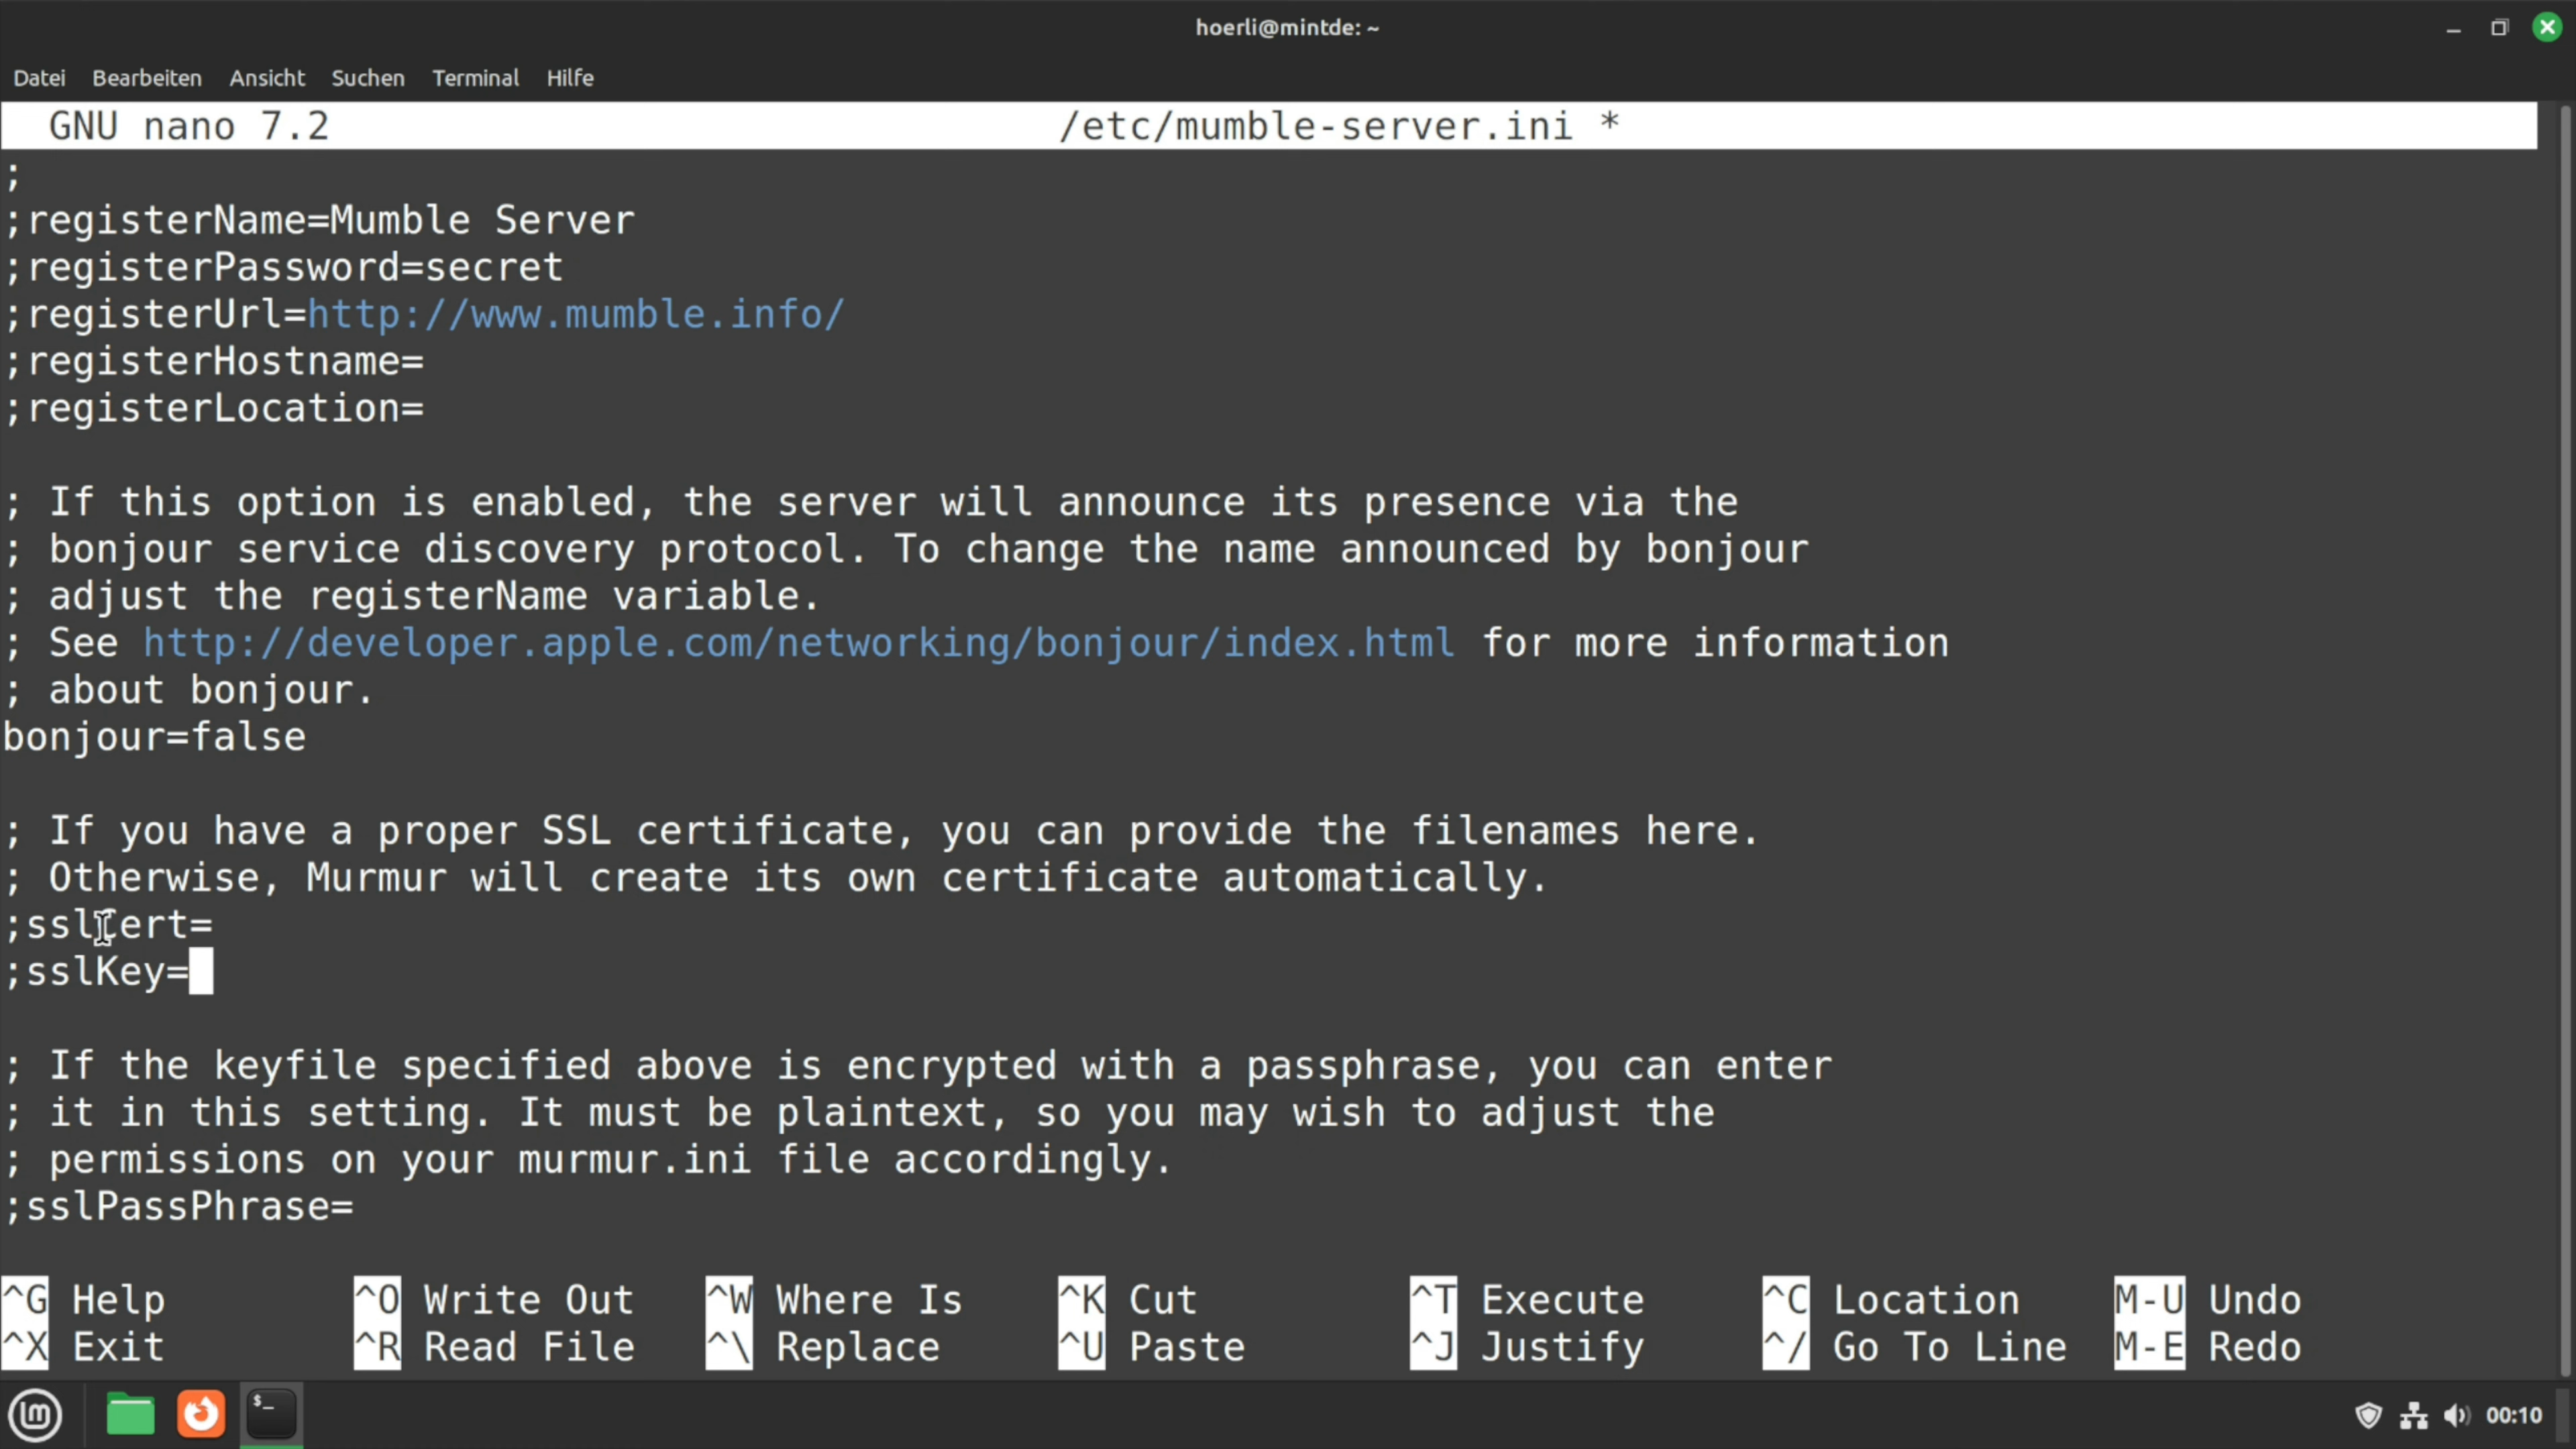 hoerli@mintde: ~
Datei Bearbeiten Ansicht Suchen Terminal Hilfe
GNU nano 7.2 /etc/mumble-server.ini *
;
;registerName=Mumble Server
;registerPassword=secret
;registerUrl=http://www.mumble.info/
;registerHostname=
;registerLocation=
; If this option is enabled, the server will announce its presence via the
; bonjour service discovery protocol. To change the name announced by bonjour
; adjust the registerName variable.
; See http://developer.apple.com/networking/bonjour/index.html for more information
; about bonjour.
bonjour=false
; If you have a proper SSL certificate, you can provide the filenames here.
; Otherwise, Murmur will create its own certificate automatically.
;sslCert=
;sslKey=
; If the keyfile specified above is encrypted with a passphrase, you can enter
; it in this setting. It must be plaintext, so you may wish to adjust the
; permissions on your murmur.ini file accordingly.
;sslPassPhrase=
^G Help ^O Write Out ^W Where Is ^K Cut ^T Execute ^C Location M-U Undo
^X Exit ^R Read File ^\ Replace ^U Paste ^J Justify ^/ Go To Line M-E Redo
00:10